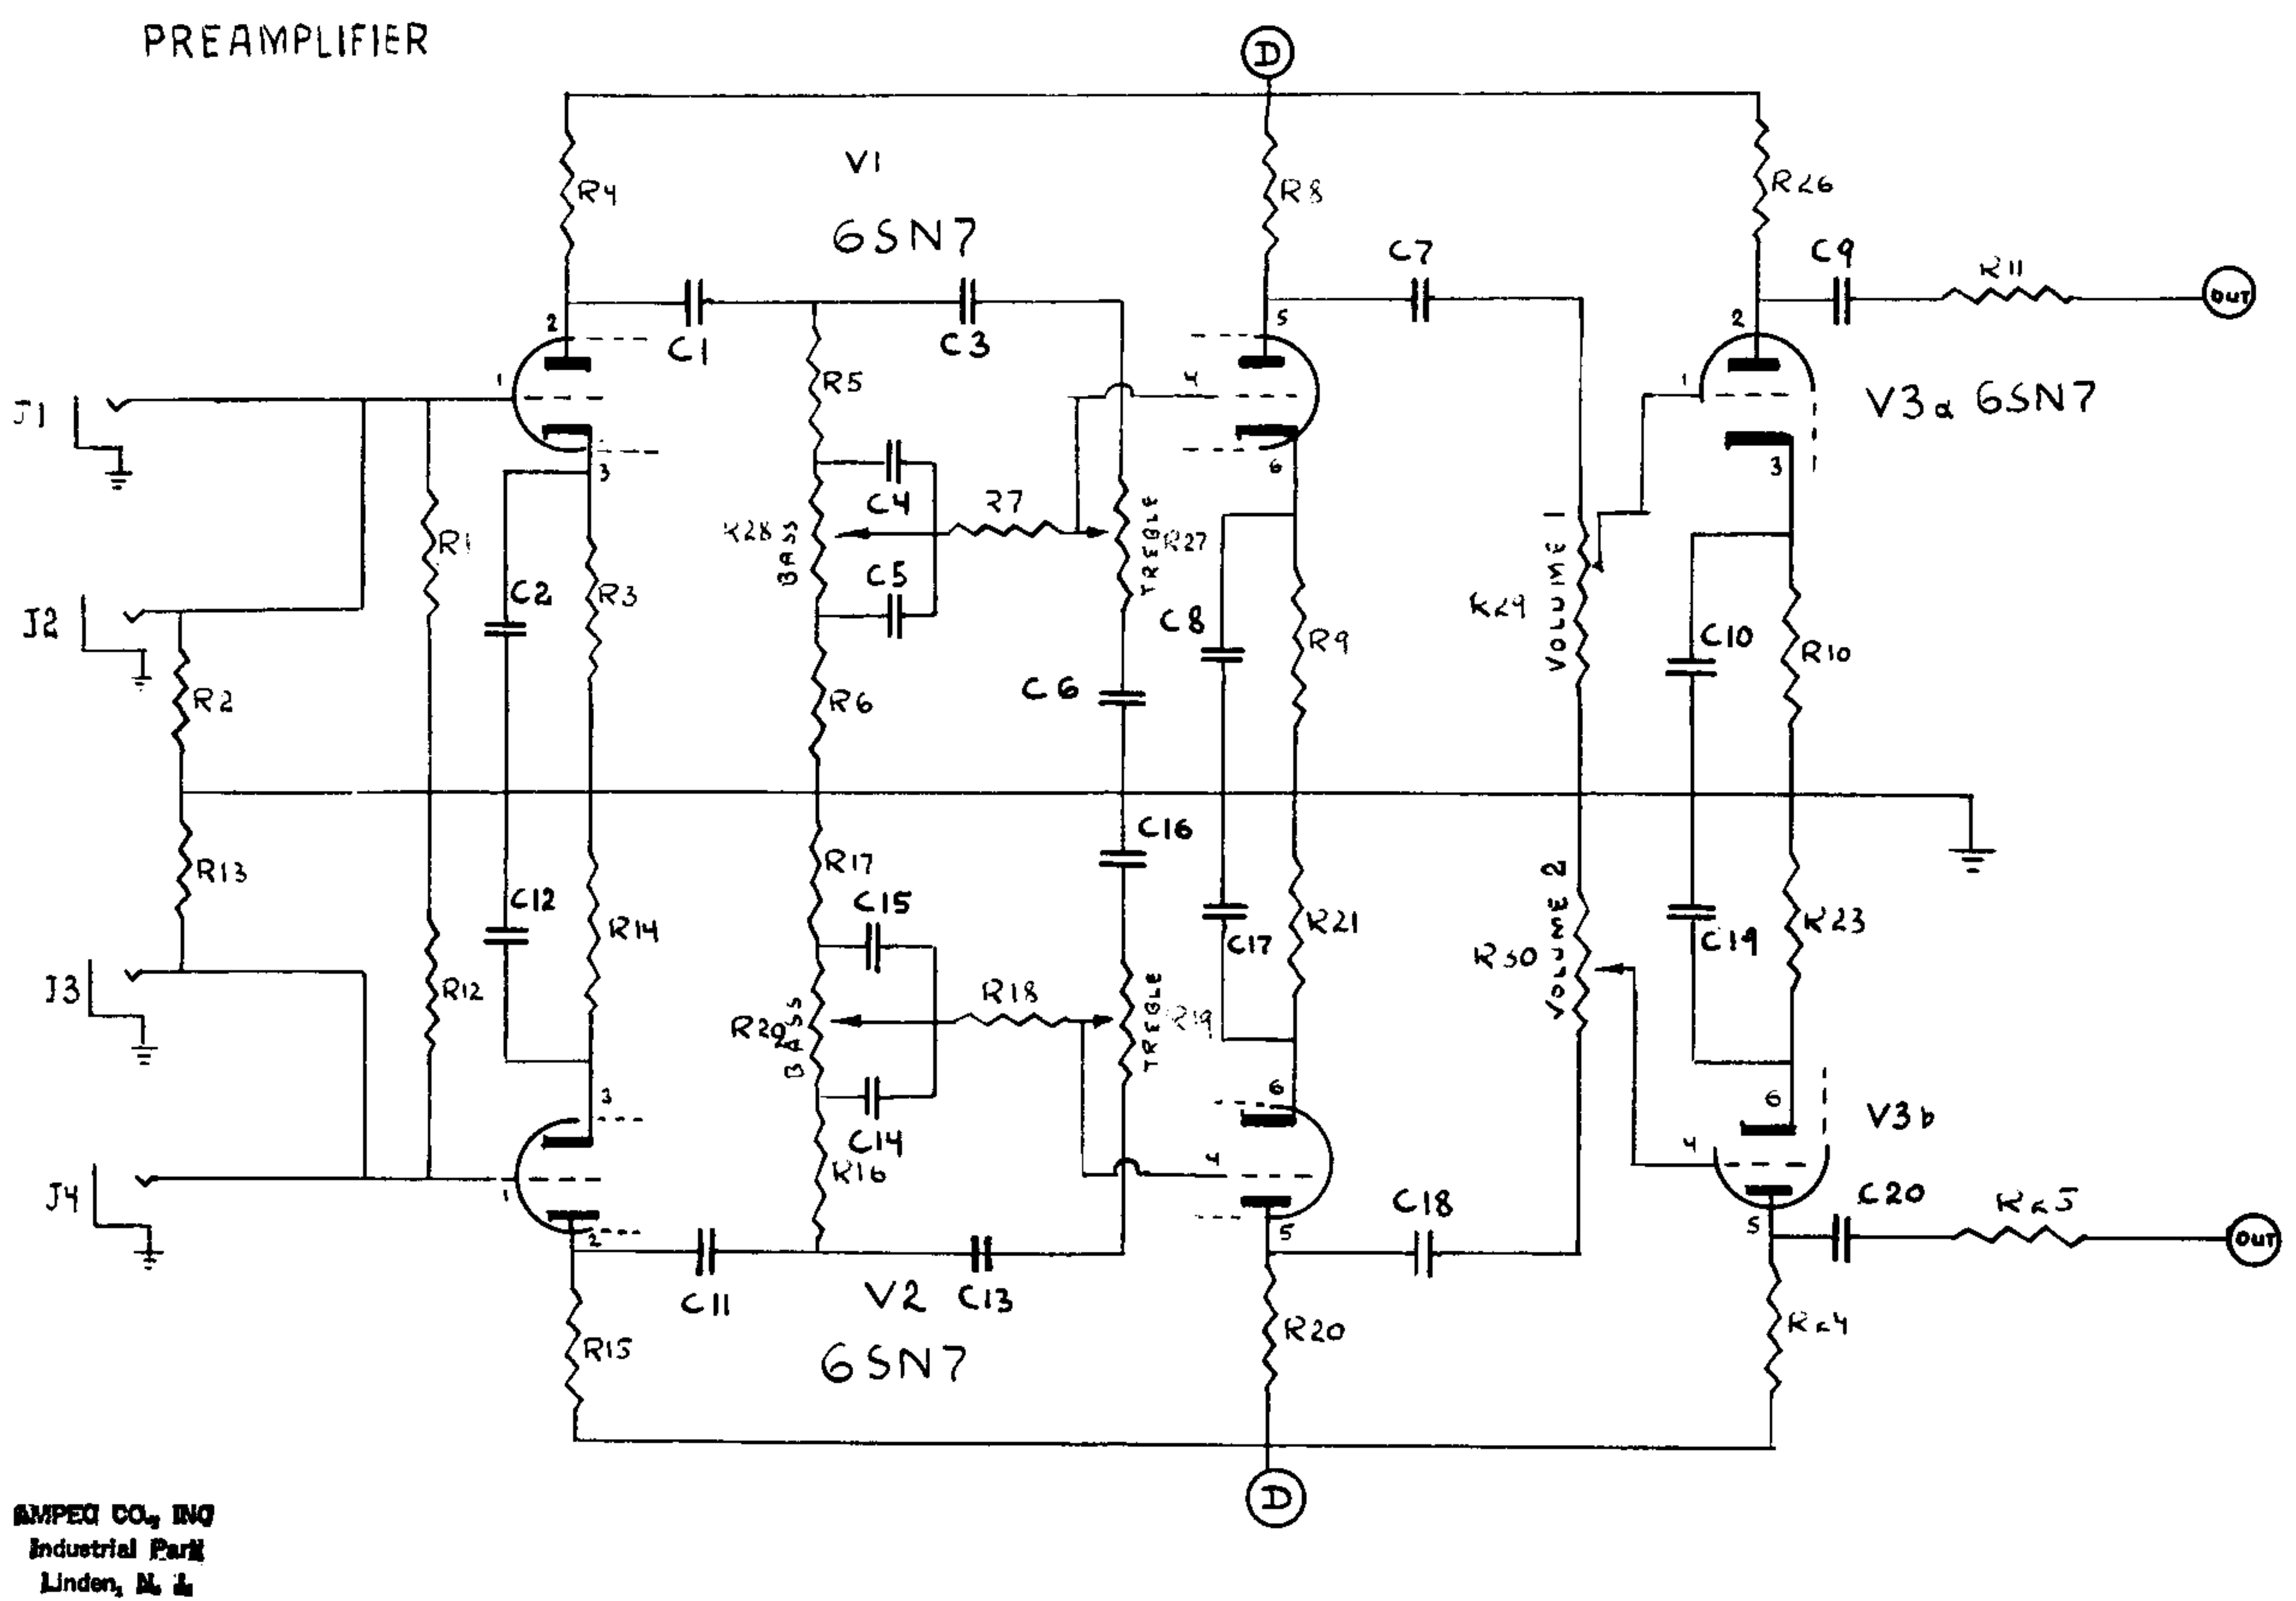 PREAMPLIFIER
D
R4
V1
R8
R26
6SN7
C7
C9
R11
OUT
2
C1
C3
5
2
R5
1
4
1
J1
V3a 6SN7
3
6
3
C4
R7
R1
R28
BASS
TREBLE
R27
VOLUME 1
C5
C2
R3
R29
J2
C8
R9
C10
R10
R2
R6
C6
C16
R13
R17
C15
C12
R14
C17
R21
VOLUME 2
C19
R23
J3
R12
R18
R30
BASS
TREBLE
R19
3
6
6
V3b
C14
4
4
R16
J4
1
C18
C20
R25
2
5
5
OUT
C11
V2
C13
R15
R20
R24
6SN7
D
AMPEG CO., INC
Industrial Park
Linden, N. J.